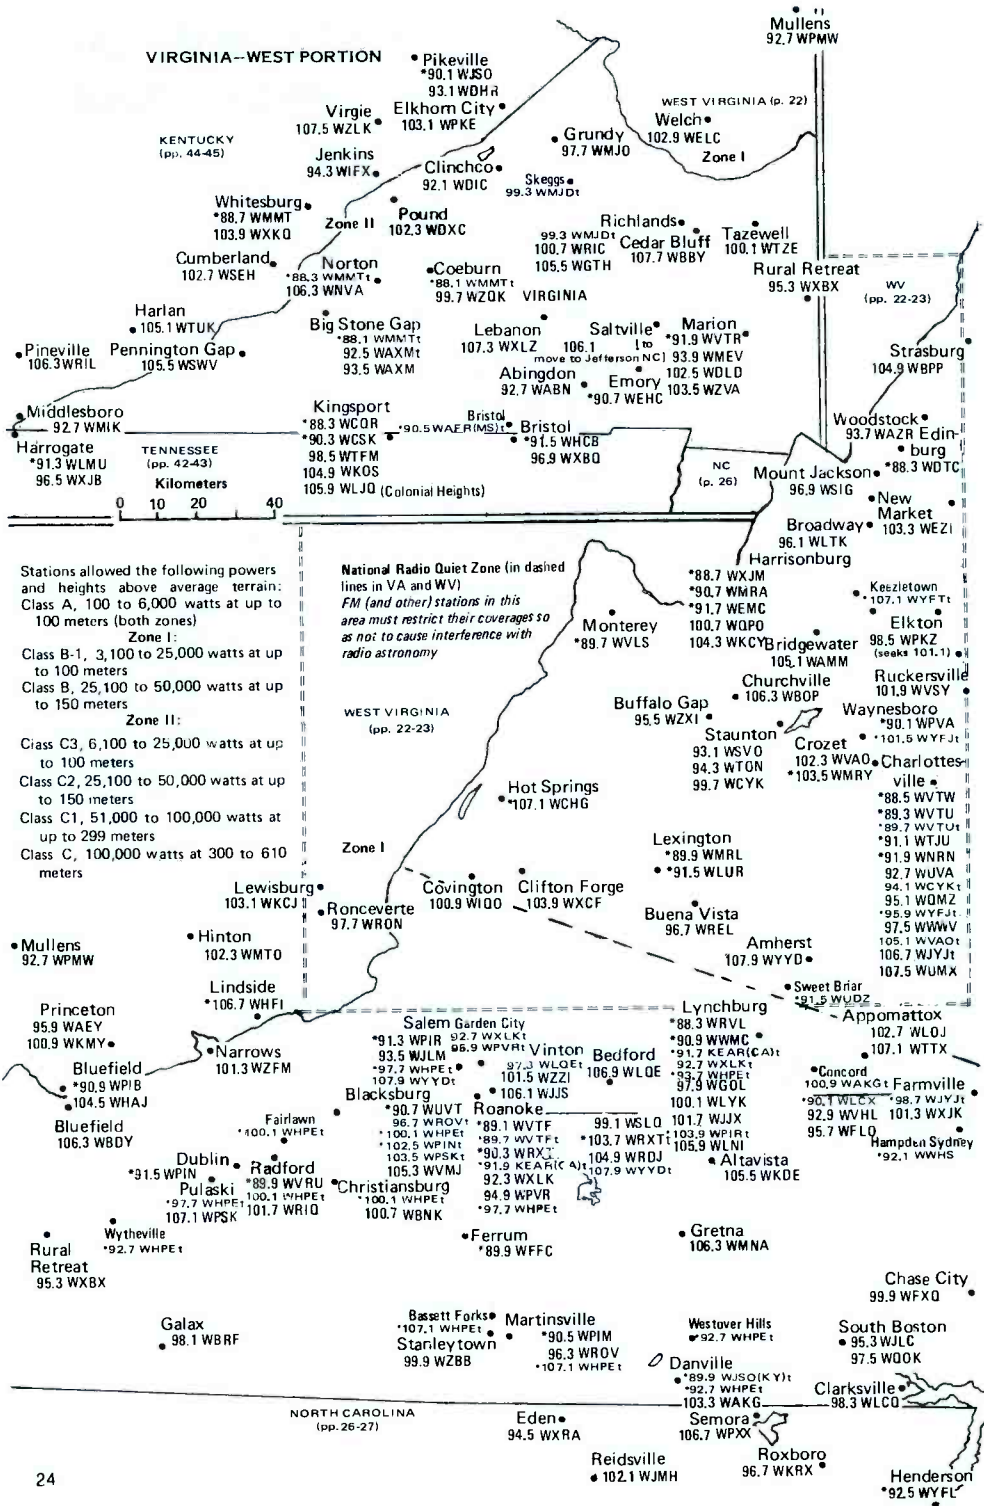 Mullens
92.7 WPMW
VIRGINIA--WEST PORTION
Pikeville
*90.1 WJSO
93.1 WDHR
Virgie
107.5 WZLK
Elkhorn City
103.1 WPKE
WEST VIRGINIA (p. 22)
Welch
102.9 WELC
Zone I
KENTUCKY
(pp. 44-45)
Grundy
97.7 WMJO
Jenkins
94.3 WIFX
Clinchco
92.1 WDIC
Skeggs
99.3 WMJDt
Whitesburg
*88.7 WMMT
103.9 WXKQ
Zone II
Pound
102.3 WDXC
Richlands
99.3 WMJDt
100.7 WRIC
105.5 WGTH
Cedar Bluff
107.7 WBBY
Tazewell
100.1 WTZE
Cumberland
102.7 WSEH
Norton
*88.3 WMMTt
106.3 WNVA
Coeburn
*88.1 WMMTt
99.7 WZQK
VIRGINIA
Rural Retreat
95.3 WXBX
WV
(pp. 22-23)
Harlan
105.1 WTUK
Big Stone Gap
*88.1 WMMTt
92.5 WAXMt
93.5 WAXM
Lebanon
107.3 WXLZ
Saltville
106.1 [to
move to Jefferson NC]
Marion
*91.9 WVTR
93.9 WMEV
102.5 WOLD
103.5 WZVA
Strasburg
104.9 WBPP
Pineville
106.3 WRIL
Pennington Gap
105.5 WSWV
Abingdon
92.7 WABN
Emory
*90.7 WEHC
Middlesboro
92.7 WMIK
Kingsport
*88.3 WCQR
*90.3 WCSK
98.5 WTFM
104.9 WKOS
105.9 WLJQ (Colonial Heights)
Bristol
*90.5 WAER(MS)t
Bristol
*91.5 WHCB
96.9 WXBQ
Woodstock
93.7 WAZR
Edin-
burg
*88.3 WDTC
Harrogate
*91.3 WLMU
96.5 WXJB
TENNESSEE
(pp. 42-43)
NC
(p. 26)
Mount Jackson
96.9 WSIG
Kilometers
0 10 20 40
New
Market
103.3 WEZI
Broadway
96.1 WLTK
Stations allowed the following powers
and heights above average terrain:
Class A, 100 to 6,000 watts at up to
100 meters (both zones)
Zone I:
Class B-1, 3,100 to 25,000 watts at up
to 100 meters
Class B, 25,100 to 50,000 watts at up
to 150 meters
Zone II:
Class C3, 6,100 to 25,000 watts at up
to 100 meters
Class C2, 25,100 to 50,000 watts at up
to 150 meters
Class C1, 51,000 to 100,000 watts at
up to 299 meters
Class C, 100,000 watts at 300 to 610
meters
National Radio Quiet Zone (in dashed
lines in VA and WV)
FM (and other) stations in this
area must restrict their coverages so
as not to cause interference with
radio astronomy
Harrisonburg
*88.7 WXJM
*90.7 WMRA
*91.7 WEMC
100.7 WQPO
104.3 WKCY
Keezletown
*107.1 WYFTt
Elkton
98.5 WPKZ
(seeks 101.1)
Monterey
*89.7 WVLS
Bridgewater
105.1 WAMM
Ruckersville
101.9 WVSY
Churchville
106.3 WBOP
WEST VIRGINIA
(pp. 22-23)
Buffalo Gap
95.5 WZXI
Waynesboro
*90.1 WPVA
*101.5 WYFJt
Staunton
93.1 WSVO
94.3 WTON
99.7 WCYK
Crozet
102.3 WVAO
*103.5 WMRY
Charlottes-
ville
*88.5 WVTW
*89.3 WVTU
*89.7 WVTUt
*91.1 WTJU
*91.9 WNRN
92.7 WUVA
94.1 WCYKt
95.1 WQMZ
*95.9 WYFJt
97.5 WWWV
105.1 WVAOt
106.7 WJYJt
107.5 WUMX
Hot Springs
*107.1 WCHG
Zone I
Lexington
*89.9 WMRL
*91.5 WLUR
Lewisburg
103.1 WKCJ
Covington
100.9 WIQO
Clifton Forge
103.9 WXCF
Ronceverte
97.7 WRON
Buena Vista
96.7 WREL
Mullens
92.7 WPMW
Hinton
102.3 WMTO
Amherst
107.9 WYYD
Sweet Briar
*91.5 WUDZ
Lindside
*106.7 WHFI
Princeton
95.9 WAEY
100.9 WKMY
Salem
*91.3 WPIR
93.5 WJLM
*97.7 WHPEt
107.9 WYYDt
Garden City
92.7 WXLKt
95.9 WPVRt
Vinton
97.3 WLQEt
101.5 WZZI
106.1 WJJS
Bedford
106.9 WLQE
Lynchburg
*88.3 WRVL
*90.9 WWMC
*91.7 KEAR(CA)t
92.7 WXLKt
*93.7 WHPEt
97.9 WGOL
100.1 WLYK
101.7 WJJX
103.9 WPIRt
105.9 WLNI
Appomattox
102.7 WLOJ
107.1 WTTX
Narrows
101.3 WZFM
Bluefield
*90.9 WPIB
104.5 WHAJ
Concord
100.9 WAKGt
*90.1 WLCX
92.9 WVHL
95.7 WFLO
Farmville
*98.7 WJYJt
101.3 WXJK
Bluefield
106.3 WBDY
Blacksburg
*90.7 WUVT
96.7 WROVt
*100.1 WHPEt
*102.5 WPINt
103.5 WPSKt
105.3 WVMJ
Roanoke
*89.1 WVTF
*89.7 WVTFt
*90.3 WRXT
*91.9 KEAR(CA)t
92.3 WXLK
94.9 WPVR
*97.7 WHPEt
99.1 WSLQ
*103.7 WRXTt
104.9 WRDJ
107.9 WYYDt
Hampden Sydney
*92.1 WWHS
Fairlawn
*100.1 WHPEt
Altavista
105.5 WKDE
Dublin
*91.5 WPIN
Radford
*89.9 WVRU
100.1 WHPEt
101.7 WRIQ
Pulaski
*97.7 WHPEt
107.1 WPSK
Christiansburg
*100.1 WHPEt
100.7 WBNK
Wytheville
*92.7 WHPEt
Ferrum
*89.9 WFFC
Gretna
106.3 WMNA
Rural
Retreat
95.3 WXBX
Chase City
99.9 WFXQ
Galax
98.1 WBRF
Bassett Forks
*107.1 WHPEt
Stanleytown
99.9 WZBB
Martinsville
*90.5 WPIM
96.3 WROV
*107.1 WHPEt
Westover Hills
*92.7 WHPEt
South Boston
95.3 WJLC
97.5 WQOK
Danville
*89.9 WJSO(KY)t
*92.7 WHPEt
103.3 WAKG
Clarksville
98.3 WLCQ
NORTH CAROLINA
(pp. 26-27)
Eden
94.5 WXRA
Semora
106.7 WPXX
Reidsville
102.1 WJMH
Roxboro
96.7 WKRX
Henderson
*92.5 WYFL
24